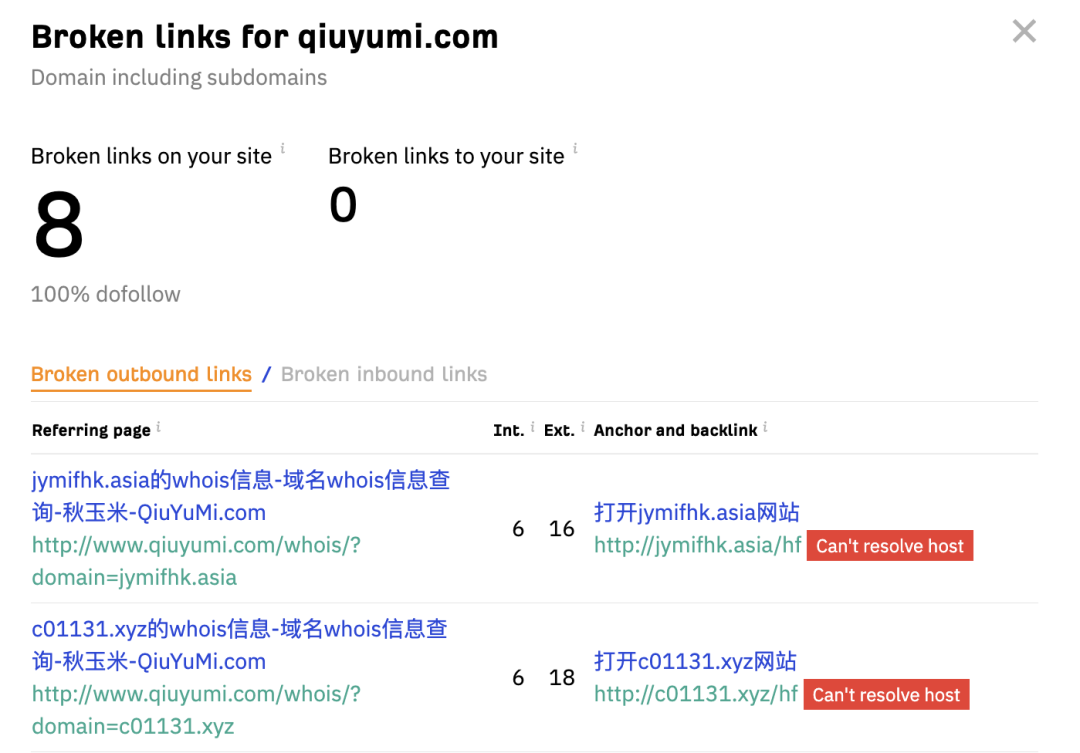 Broken links for qiuyumi.com
Domain including subdomains
Broken links on your site i
Broken links to your site i
8
0
100% dofollow
Broken outbound links / Broken inbound links
Referring page i Int. i Ext. i Anchor and backlink i
jymifhk.asia的whois信息-域名whois信息查
询-秋玉米-QiuYuMi.com
http://www.qiuyumi.com/whois/?
domain=jymifhk.asia
6 16
打开jymifhk.asia网站
http://jymifhk.asia/hf Can't resolve host
c01131.xyz的whois信息-域名whois信息查
询-秋玉米-QiuYuMi.com
http://www.qiuyumi.com/whois/?
domain=c01131.xyz
6 18
打开c01131.xyz网站
http://c01131.xyz/hf Can't resolve host